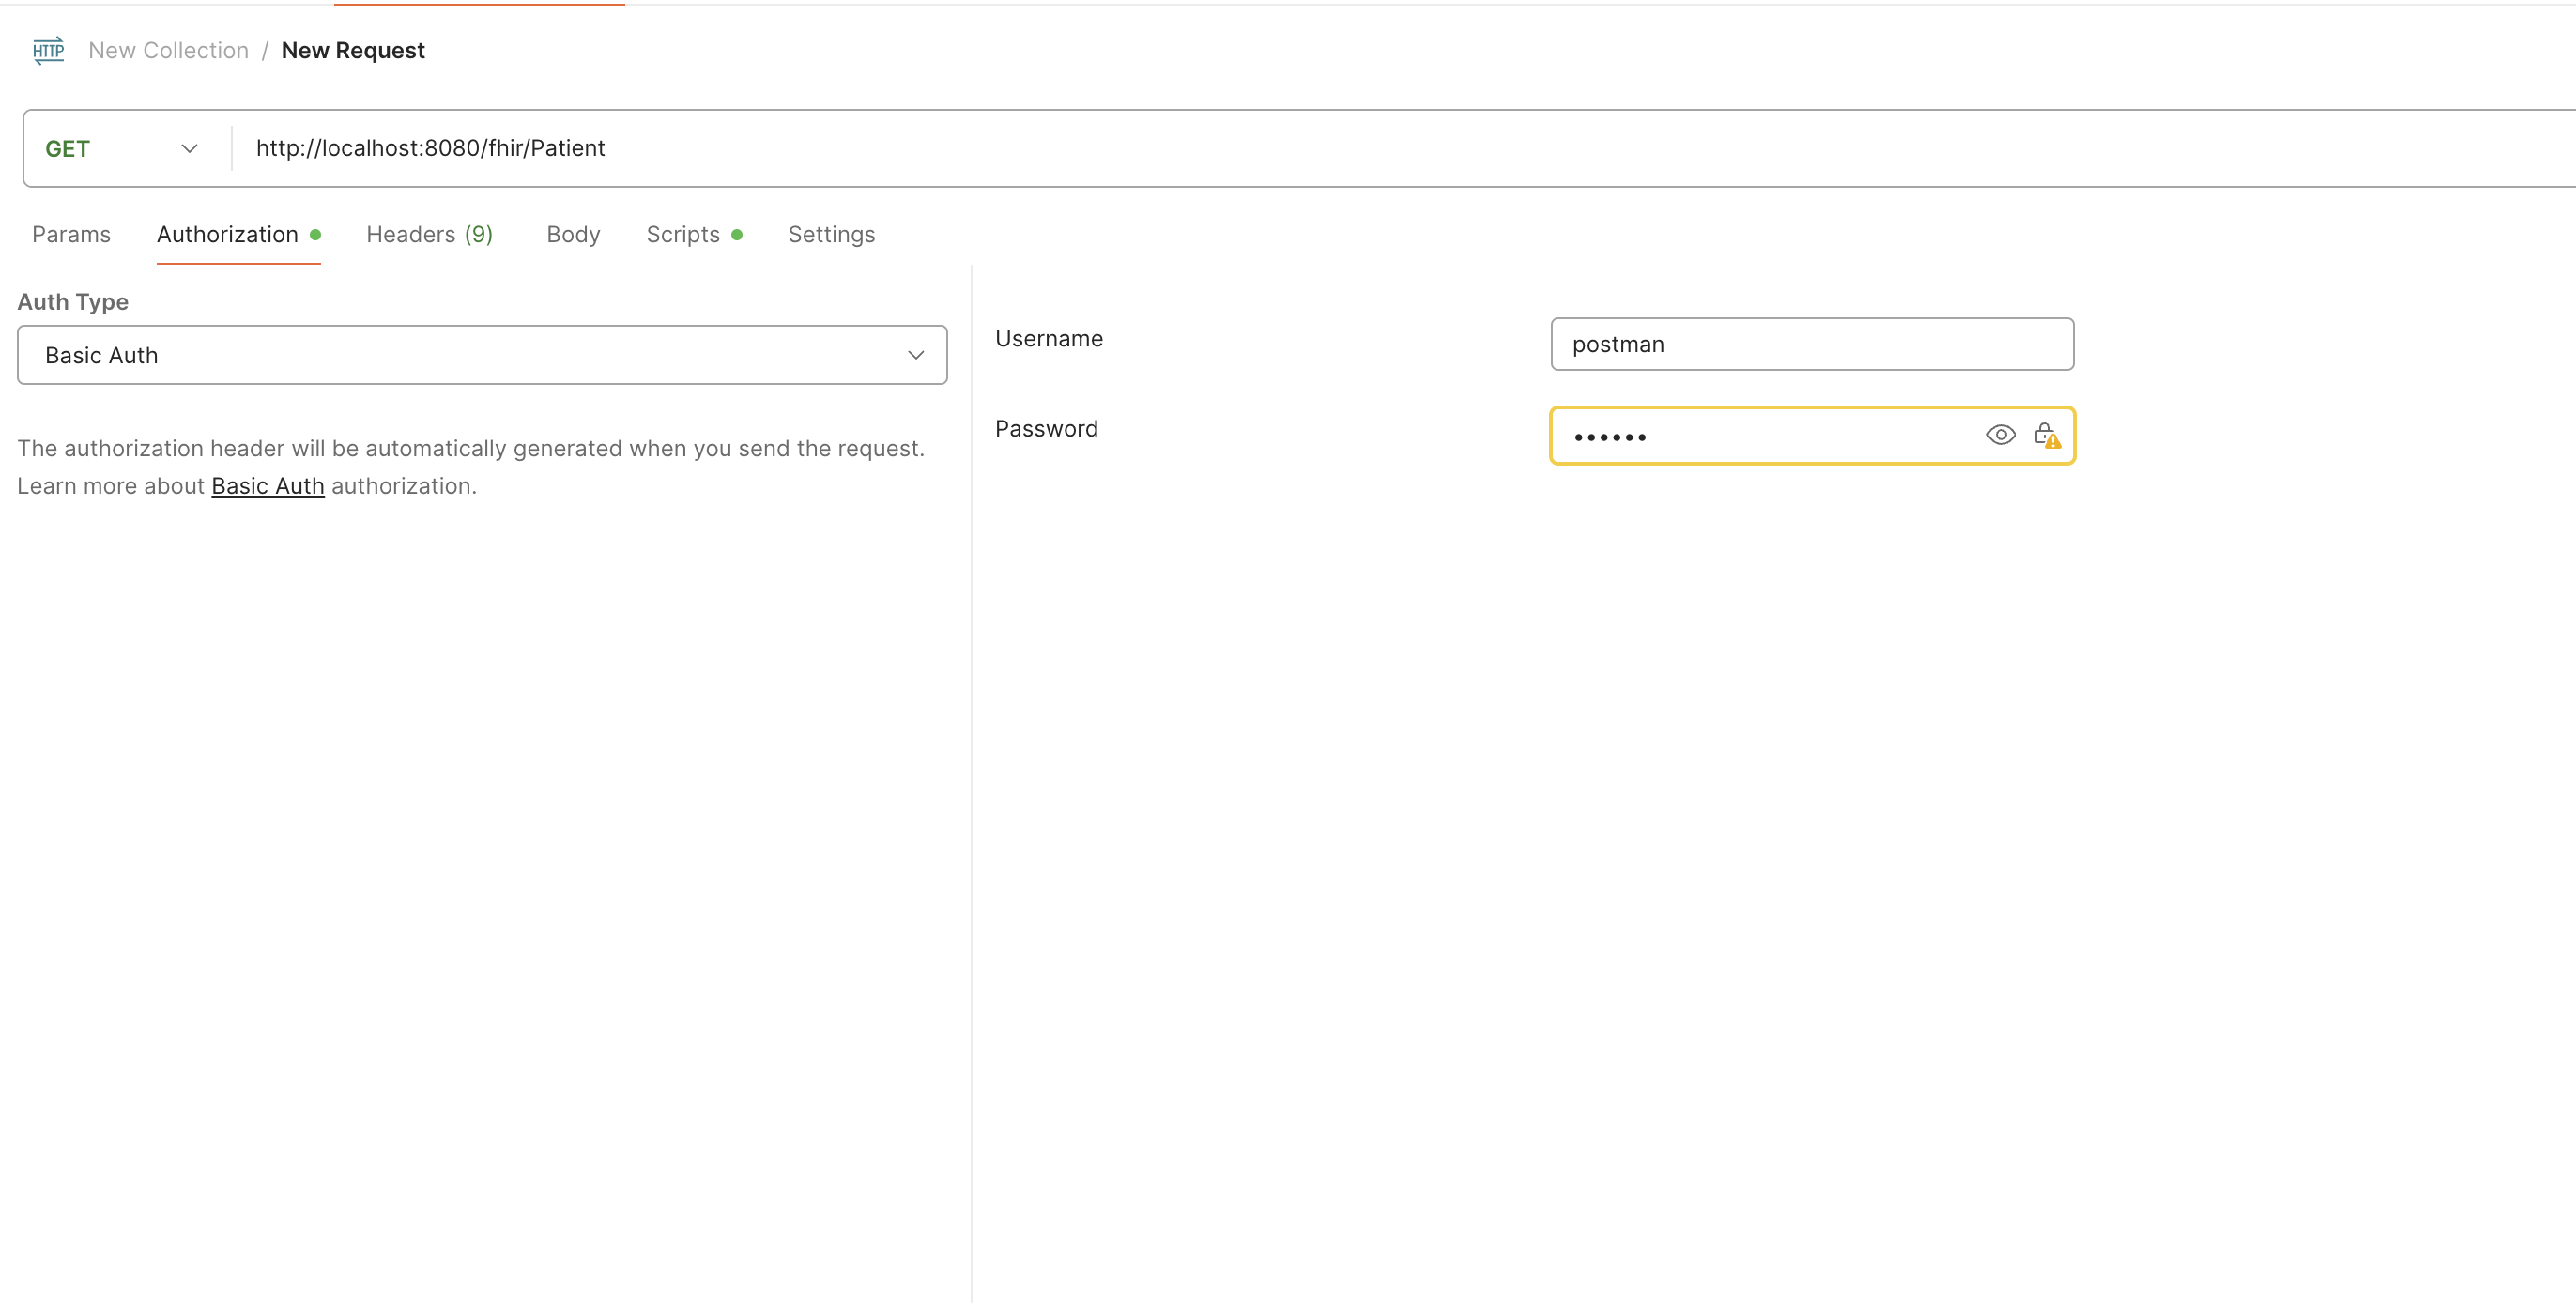 HTTP New Collection / New Request
GET http://localhost:8080/fhir/Patient
Params Authorization Headers (9) Body Scripts Settings
Auth Type
Basic Auth
The authorization header will be automatically generated when you send the request.
Learn more about Basic Auth authorization.
Username postman
Password ••••••